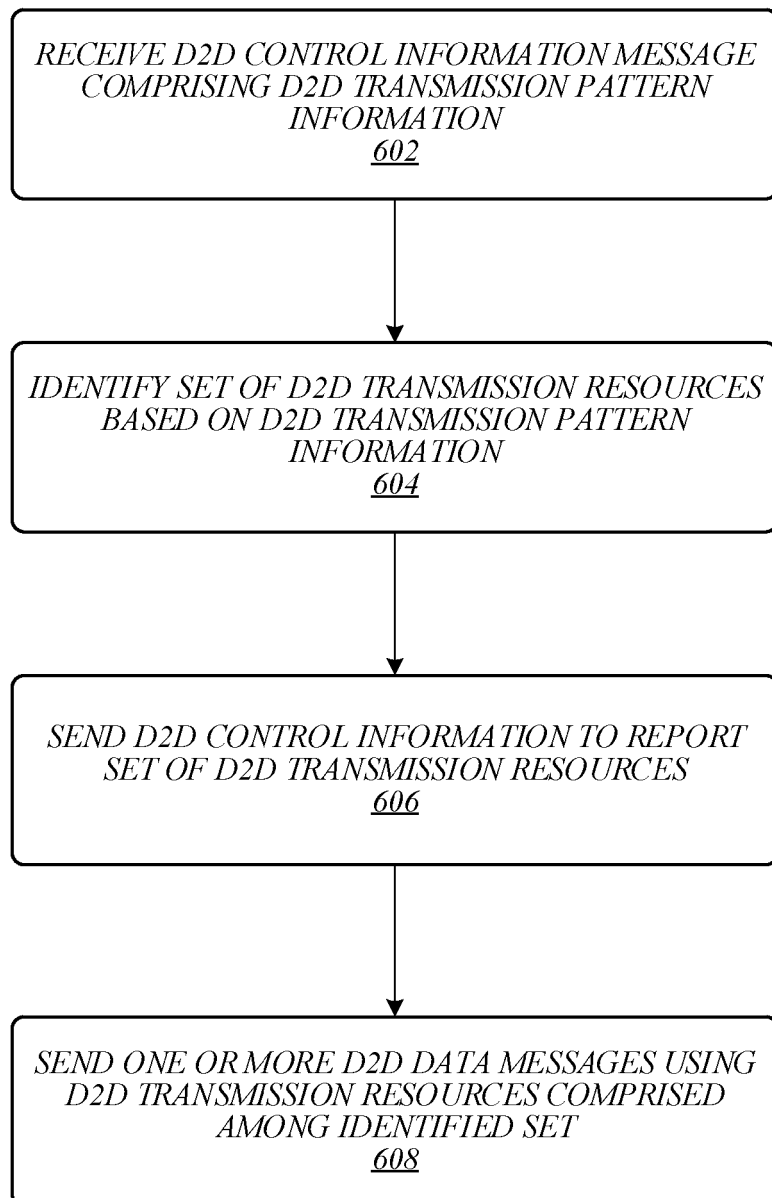 RECEIVE D2D CONTROL INFORMATION MESSAGE
COMPRISING D2D TRANSMISSION PATTERN
INFORMATION
602
IDENTIFY SET OF D2D TRANSMISSION RESOURCES
BASED ON D2D TRANSMISSION PATTERN
INFORMATION
604
SEND D2D CONTROL INFORMATION TO REPORT
SET OF D2D TRANSMISSION RESOURCES
606
SEND ONE OR MORE D2D DATA MESSAGES USING
D2D TRANSMISSION RESOURCES COMPRISED
AMONG IDENTIFIED SET
608